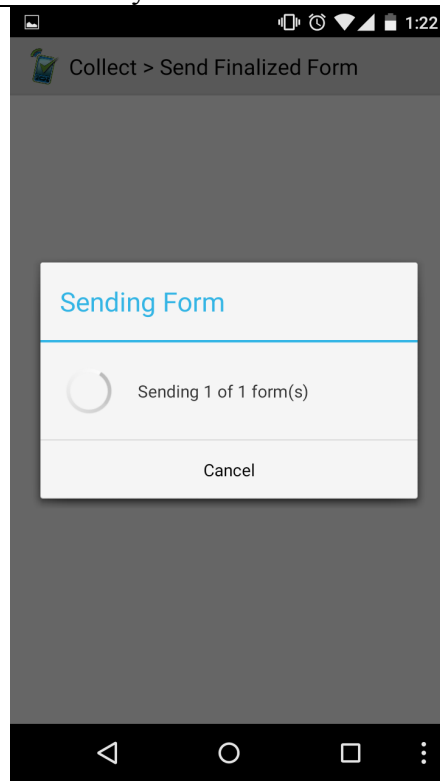 1:22
Collect > Send Finalized Form
Sending Form
Sending 1 of 1 form(s)
Cancel